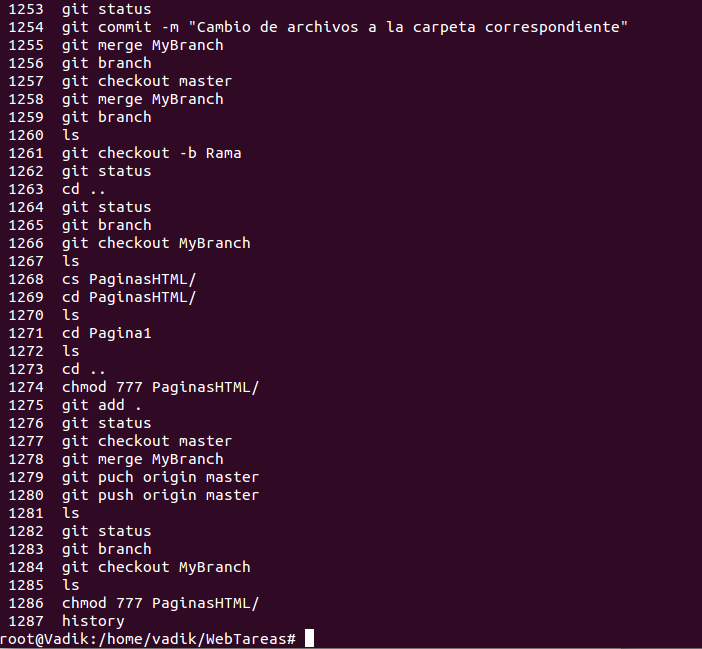 1253  git status
1254  git commit -m "Cambio de archivos a la carpeta correspondiente"
1255  git merge MyBranch
1256  git branch
1257  git checkout master
1258  git merge MyBranch
1259  git branch
1260  ls
1261  git checkout -b Rama
1262  git status
1263  cd ..
1264  git status
1265  git branch
1266  git checkout MyBranch
1267  ls
1268  cs PaginasHTML/
1269  cd PaginasHTML/
1270  ls
1271  cd Pagina1
1272  ls
1273  cd ..
1274  chmod 777 PaginasHTML/
1275  git add .
1276  git status
1277  git checkout master
1278  git merge MyBranch
1279  git puch origin master
1280  git push origin master
1281  ls
1282  git status
1283  git branch
1284  git checkout MyBranch
1285  ls
1286  chmod 777 PaginasHTML/
1287  history
root@Vadik:/home/vadik/WebTareas#